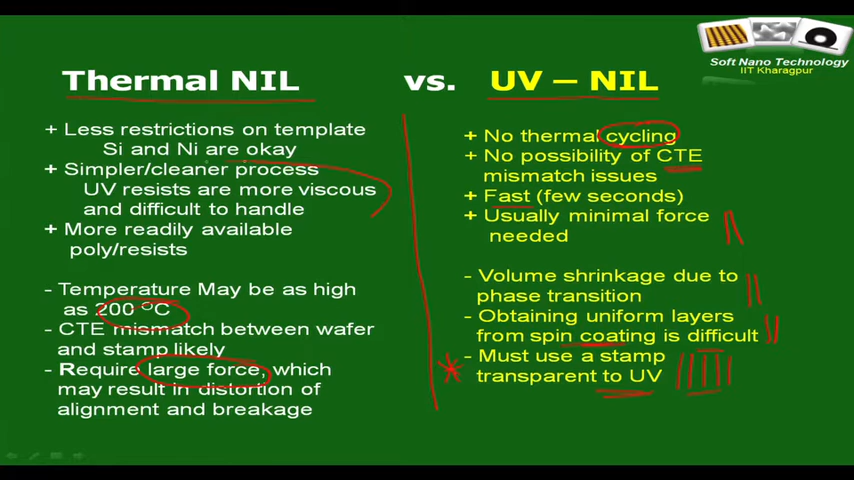 Soft Nano Technology
IIT Kharagpur
Thermal NIL vs. UV – NIL
+ Less restrictions on template
Si and Ni are okay
+ Simpler/cleaner process
UV resists are more viscous
and difficult to handle
+ More readily available
poly/resists
- Temperature May be as high
as 200 °C
- CTE mismatch between wafer
and stamp likely
- Require large force, which
may result in distortion of
alignment and breakage
+ No thermal cycling
+ No possibility of CTE
mismatch issues
+ Fast (few seconds)
+ Usually minimal force
needed
- Volume shrinkage due to
phase transition
- Obtaining uniform layers
from spin coating is difficult
- Must use a stamp
transparent to UV